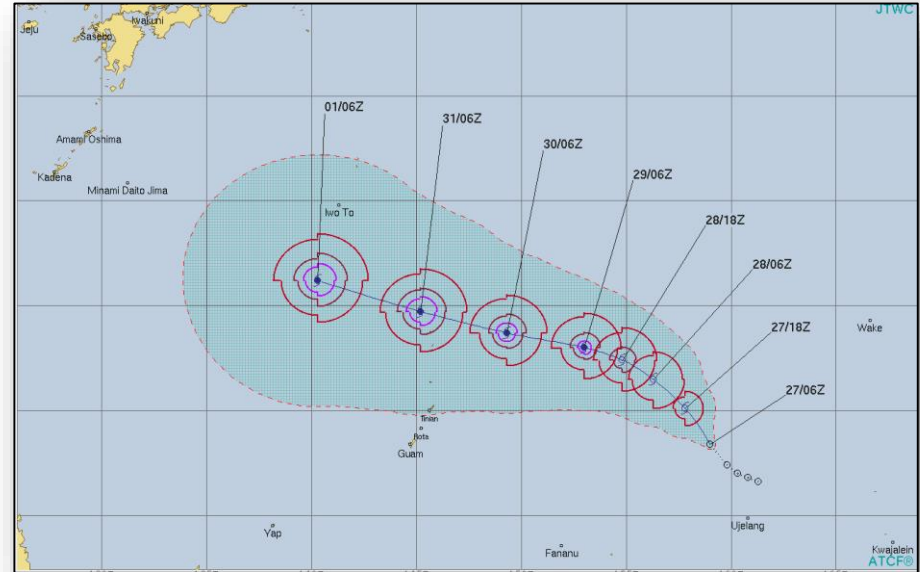 JTWC
Jeju
Iwakuni
Sasebo
01/06Z
31/06Z
Amami Oshima
30/06Z
29/06Z
Kadena
Minami Daito Jima
Iwo To
28/18Z
28/06Z
27/18Z
Wake
27/06Z
Tinian
Rota
Guam
Ujelang
Yap
Fananu
Kwajalein
ATCF®